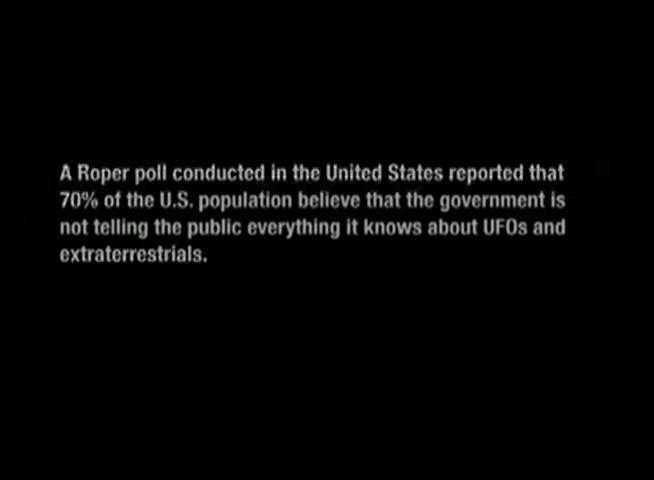 A Roper poll conducted in the United States reported that
70% of the U.S. population believe that the government is
not telling the public everything it knows about UFOs and
extraterrestrials.